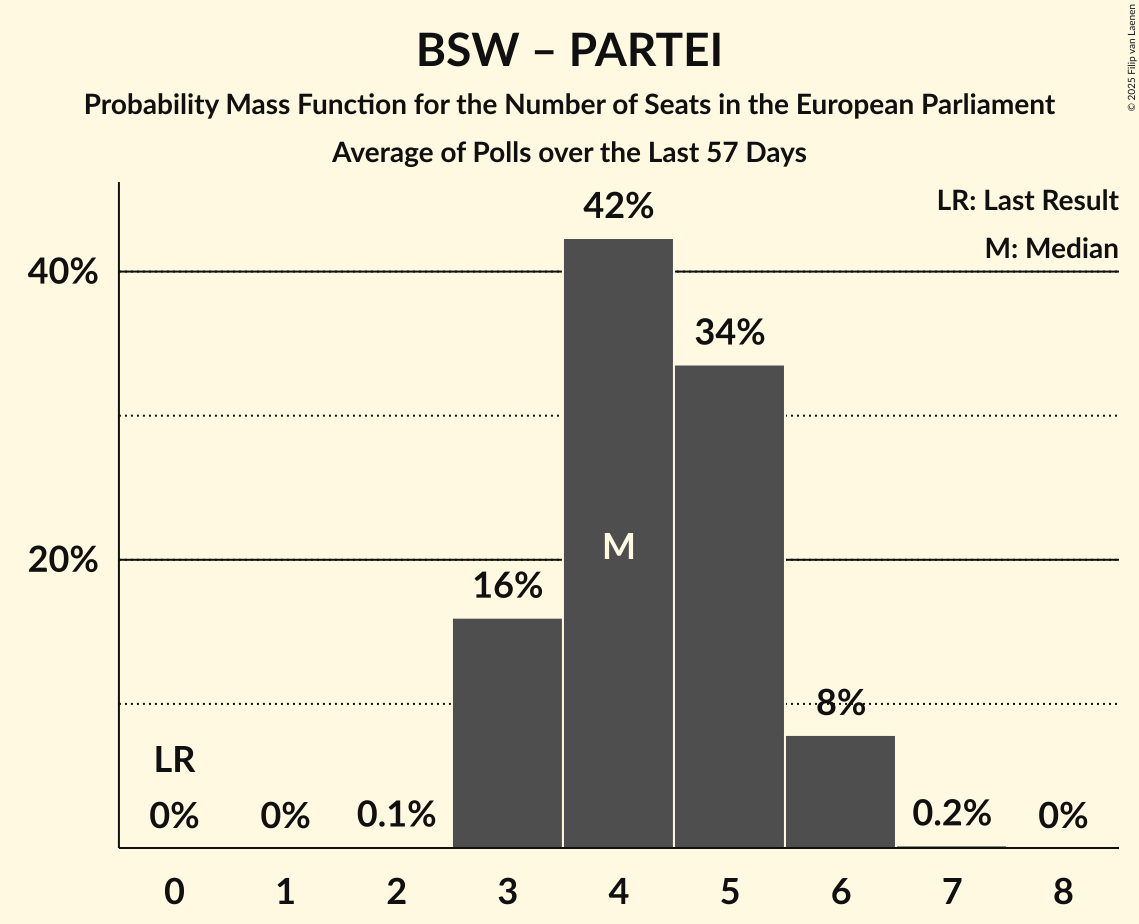 BSW – PARTEI
Probability Mass Function for the Number of Seats in the European Parliament
Average of Polls over the Last 57 Days
© 2025 Filip van Laenen
LR: Last Result
M: Median
42%
40%
34%
M
20%
16%
8%
LR
0%
0%
0.1%
0.2%
0%
0 1 2 3 4 5 6 7 8